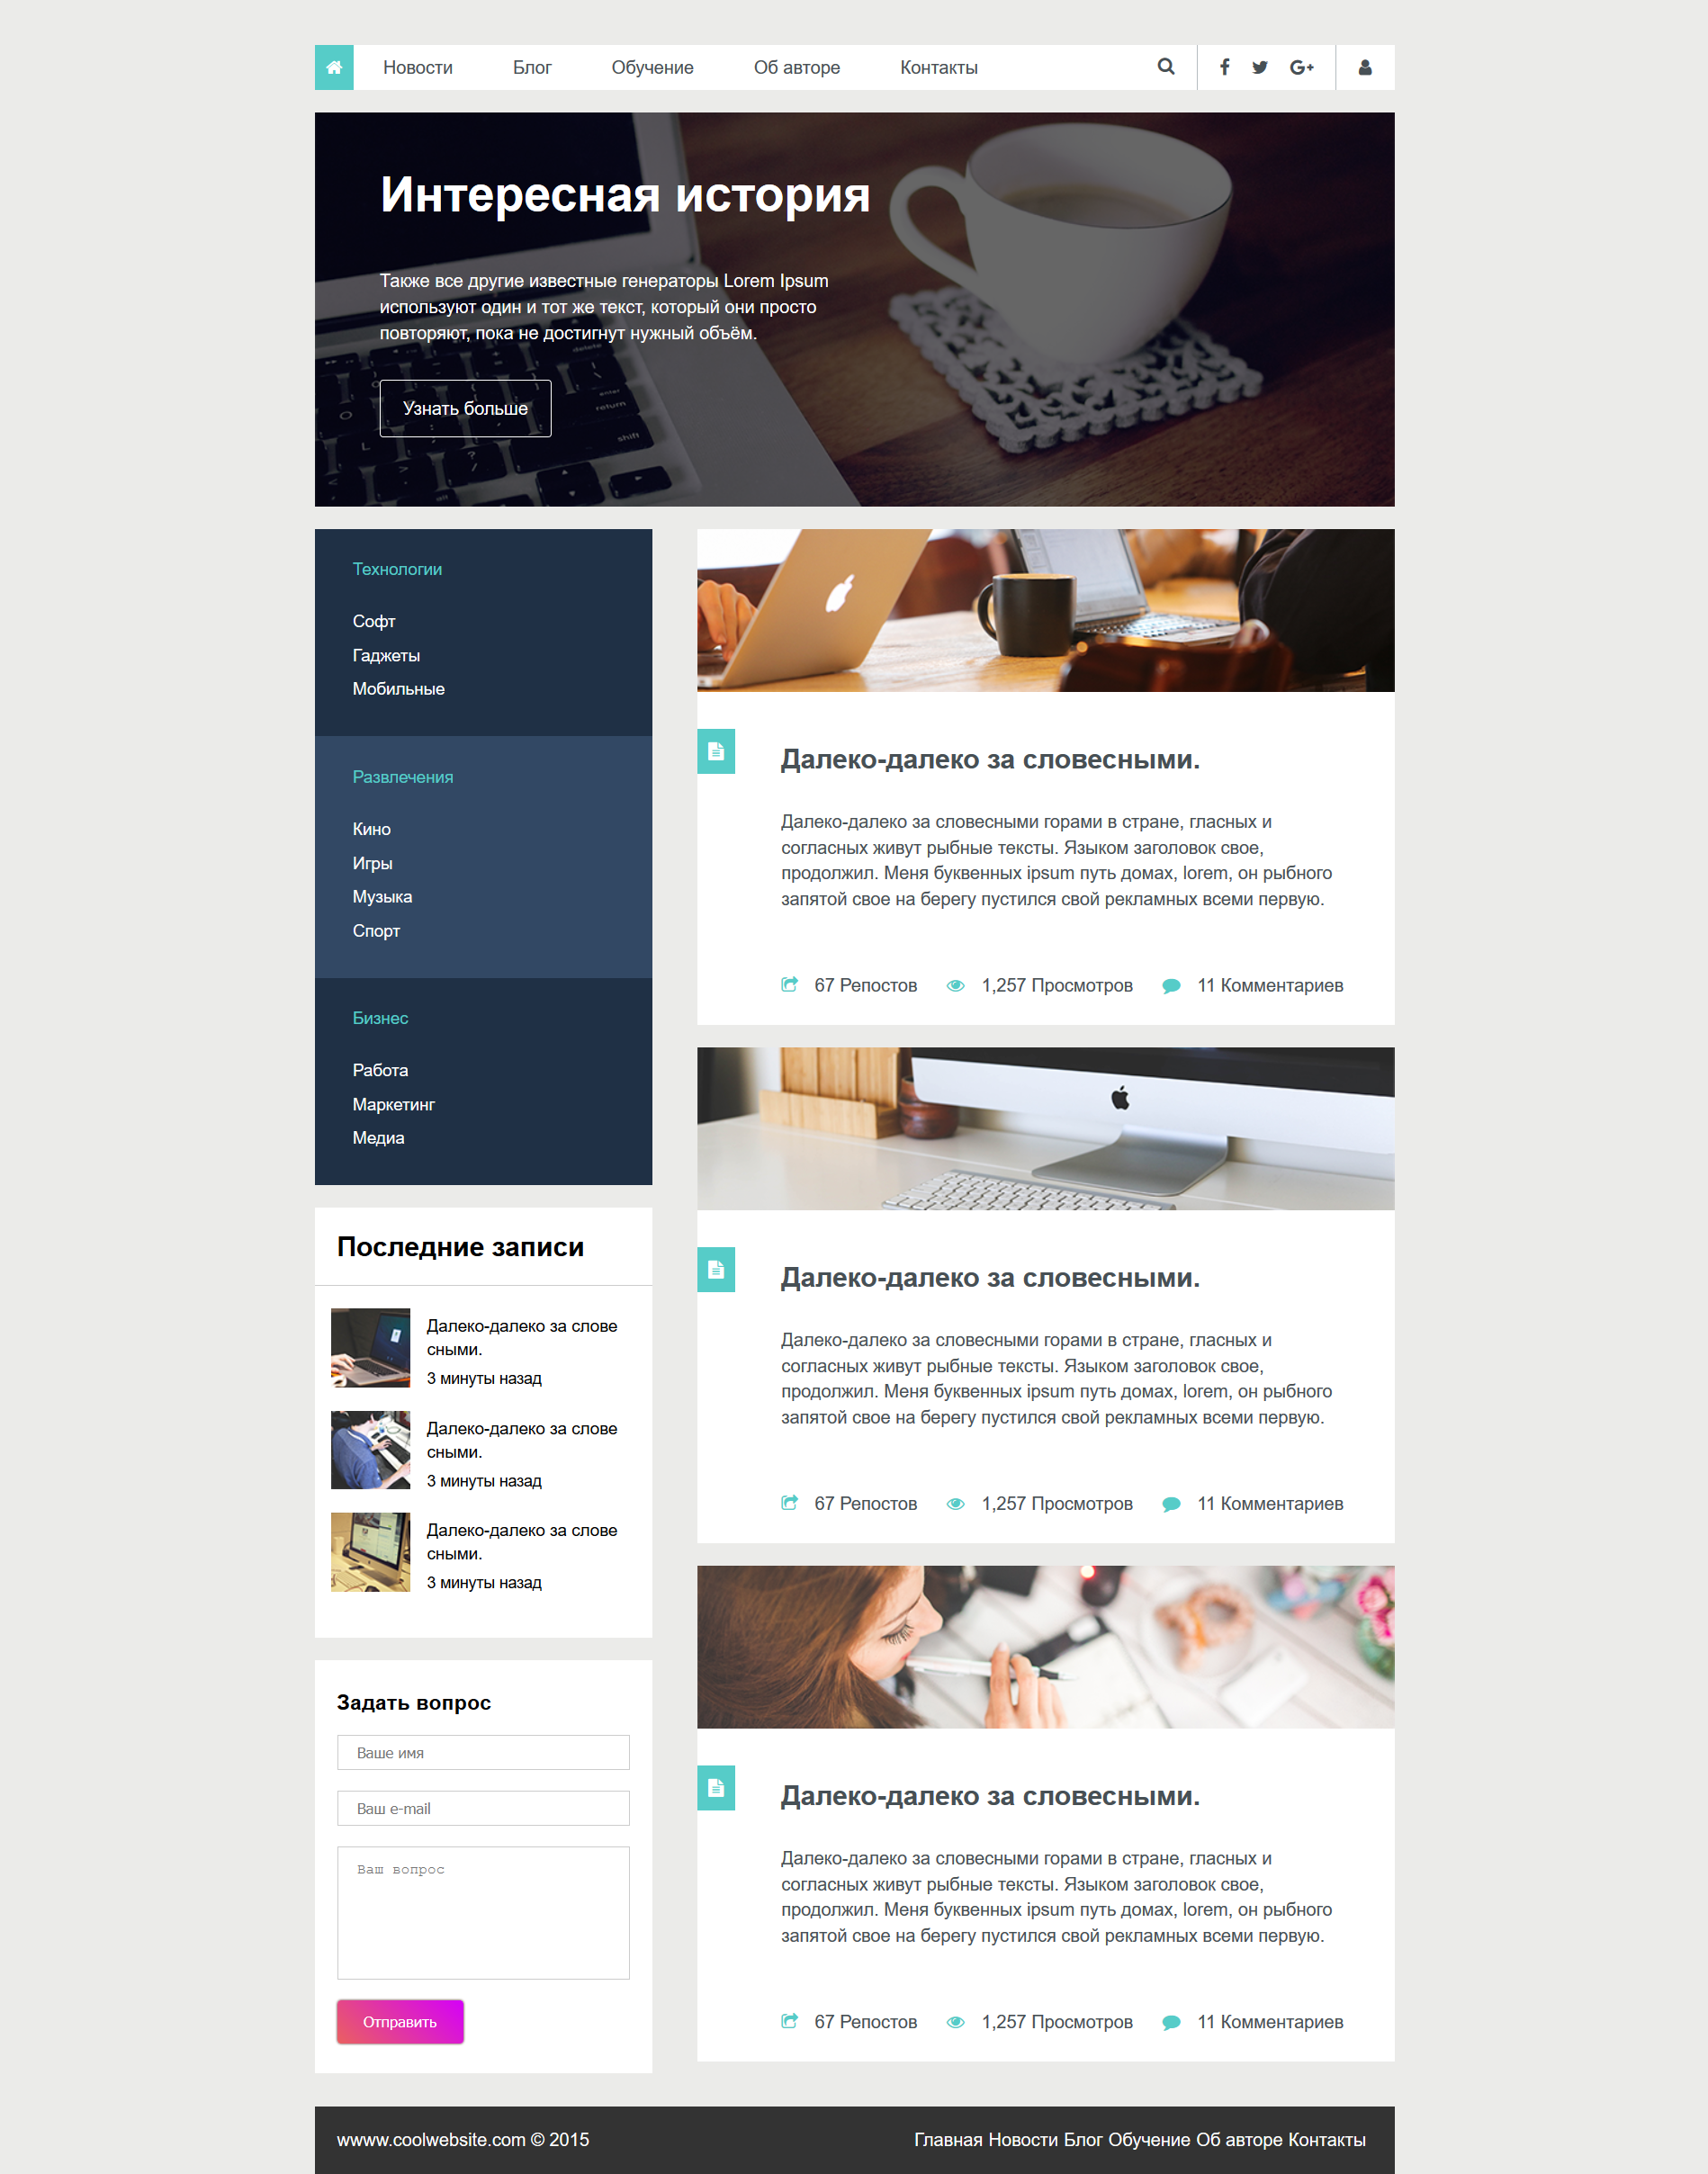 Новости Блог Обучение Об авторе Контакты
Интересная история
Также все другие известные генераторы Lorem Ipsum
используют один и тот же текст, который они просто
повторяют, пока не достигнут нужный объём.
delete
enter
return
shift
Узнать больше
Технологии
Софт
Гаджеты
Мобильные
Развлечения
Кино
Игры
Музыка
Спорт
Бизнес
Работа
Маркетинг
Медиа
Последние записи
Далеко-далеко за слове
сными.
3 минуты назад
Далеко-далеко за слове
сными.
3 минуты назад
Далеко-далеко за слове
сными.
3 минуты назад
Задать вопрос
Ваше имя
Ваш e-mail
Ваш вопрос
Отправить
Далеко-далеко за словесными.
Далеко-далеко за словесными горами в стране, гласных и
согласных живут рыбные тексты. Языком заголовок свое,
продолжил. Меня буквенных ipsum путь домах, lorem, он рыбного
запятой свое на берегу пустился свой рекламных всеми первую.
67 Репостов 1,257 Просмотров 11 Комментариев
Далеко-далеко за словесными.
Далеко-далеко за словесными горами в стране, гласных и
согласных живут рыбные тексты. Языком заголовок свое,
продолжил. Меня буквенных ipsum путь домах, lorem, он рыбного
запятой свое на берегу пустился свой рекламных всеми первую.
67 Репостов 1,257 Просмотров 11 Комментариев
Далеко-далеко за словесными.
Далеко-далеко за словесными горами в стране, гласных и
согласных живут рыбные тексты. Языком заголовок свое,
продолжил. Меня буквенных ipsum путь домах, lorem, он рыбного
запятой свое на берегу пустился свой рекламных всеми первую.
67 Репостов 1,257 Просмотров 11 Комментариев
wwww.coolwebsite.com © 2015
Главная Новости Блог Обучение Об авторе Контакты